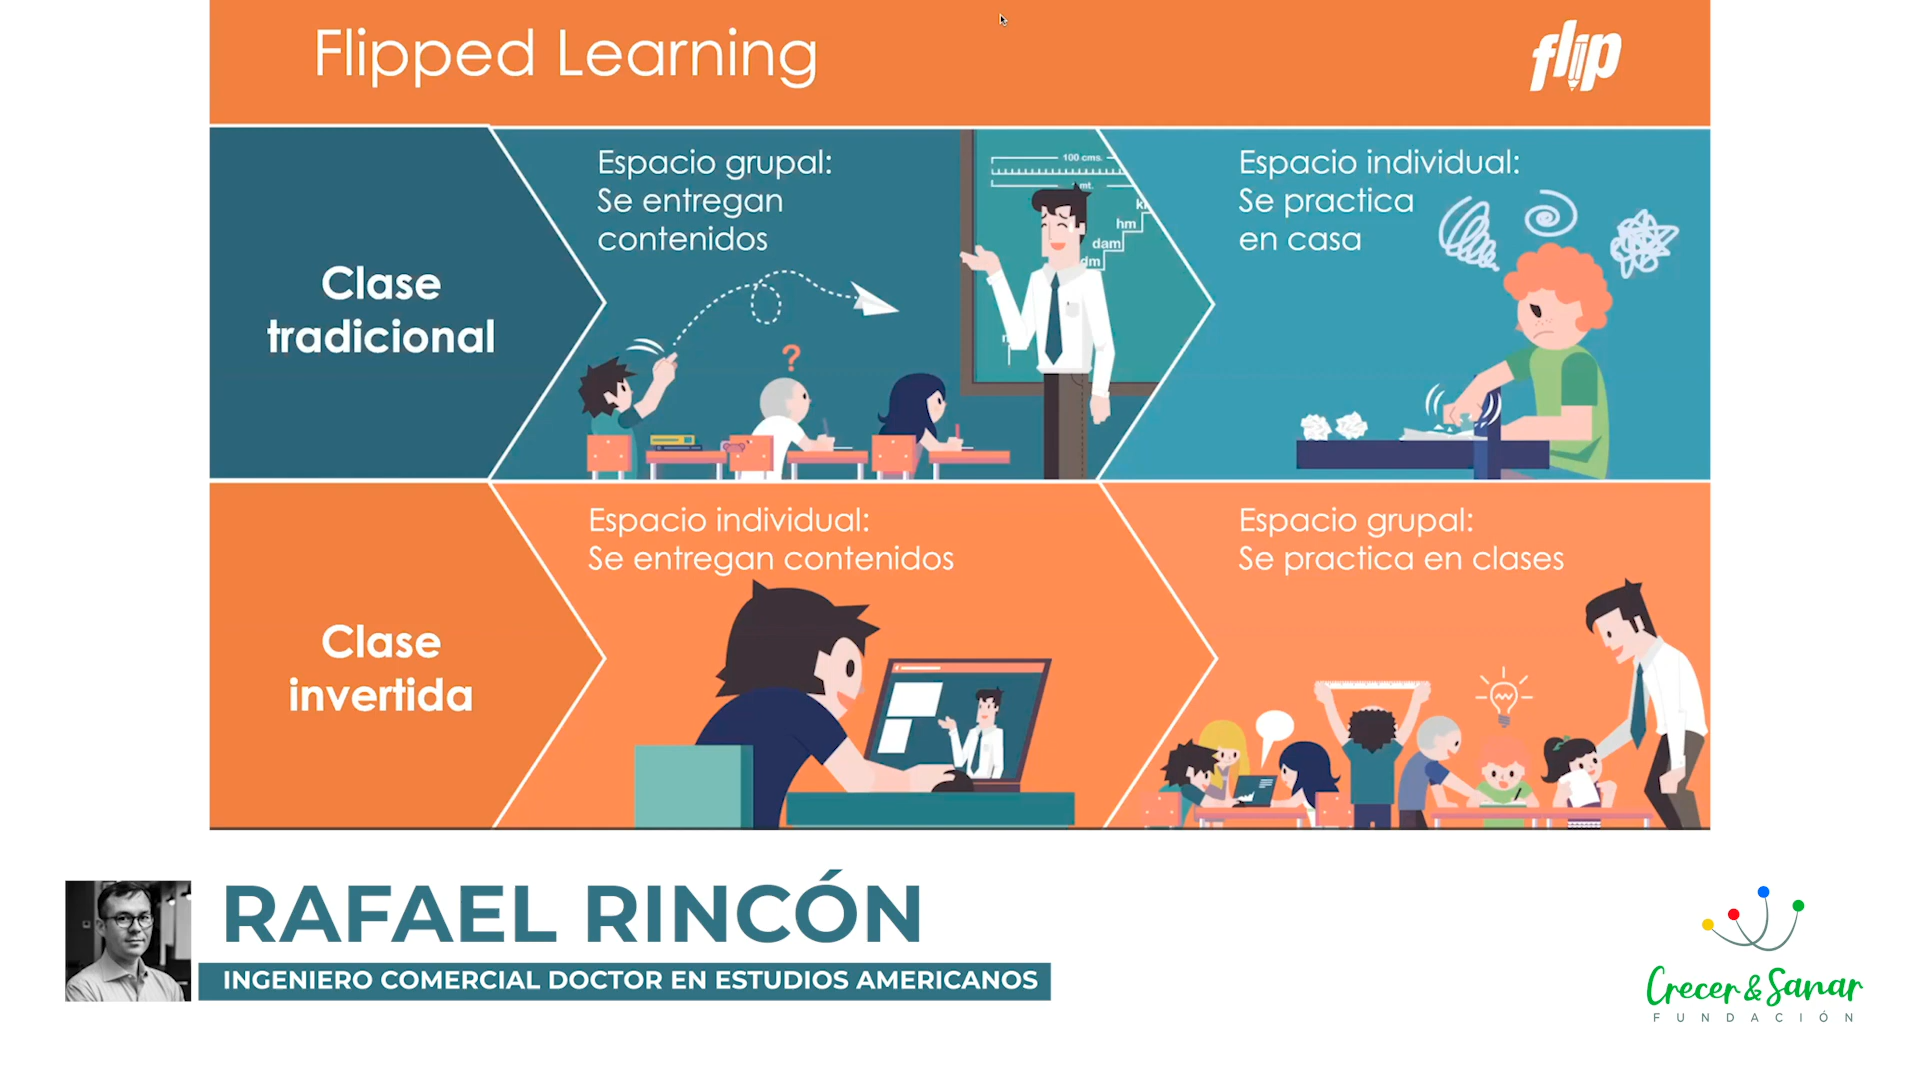 Flipped Learning
flip
Clase
tradicional
Espacio grupal:
Se entregan
contenidos
100 cms.
mt.
hm
dam
dm
Espacio individual:
Se practica
en casa
?
Clase
invertida
Espacio individual:
Se entregan contenidos
Espacio grupal:
Se practica en clases
RAFAEL RINCÓN
INGENIERO COMERCIAL DOCTOR EN ESTUDIOS AMERICANOS
Crecer & Sanar
FUNDACIÓN